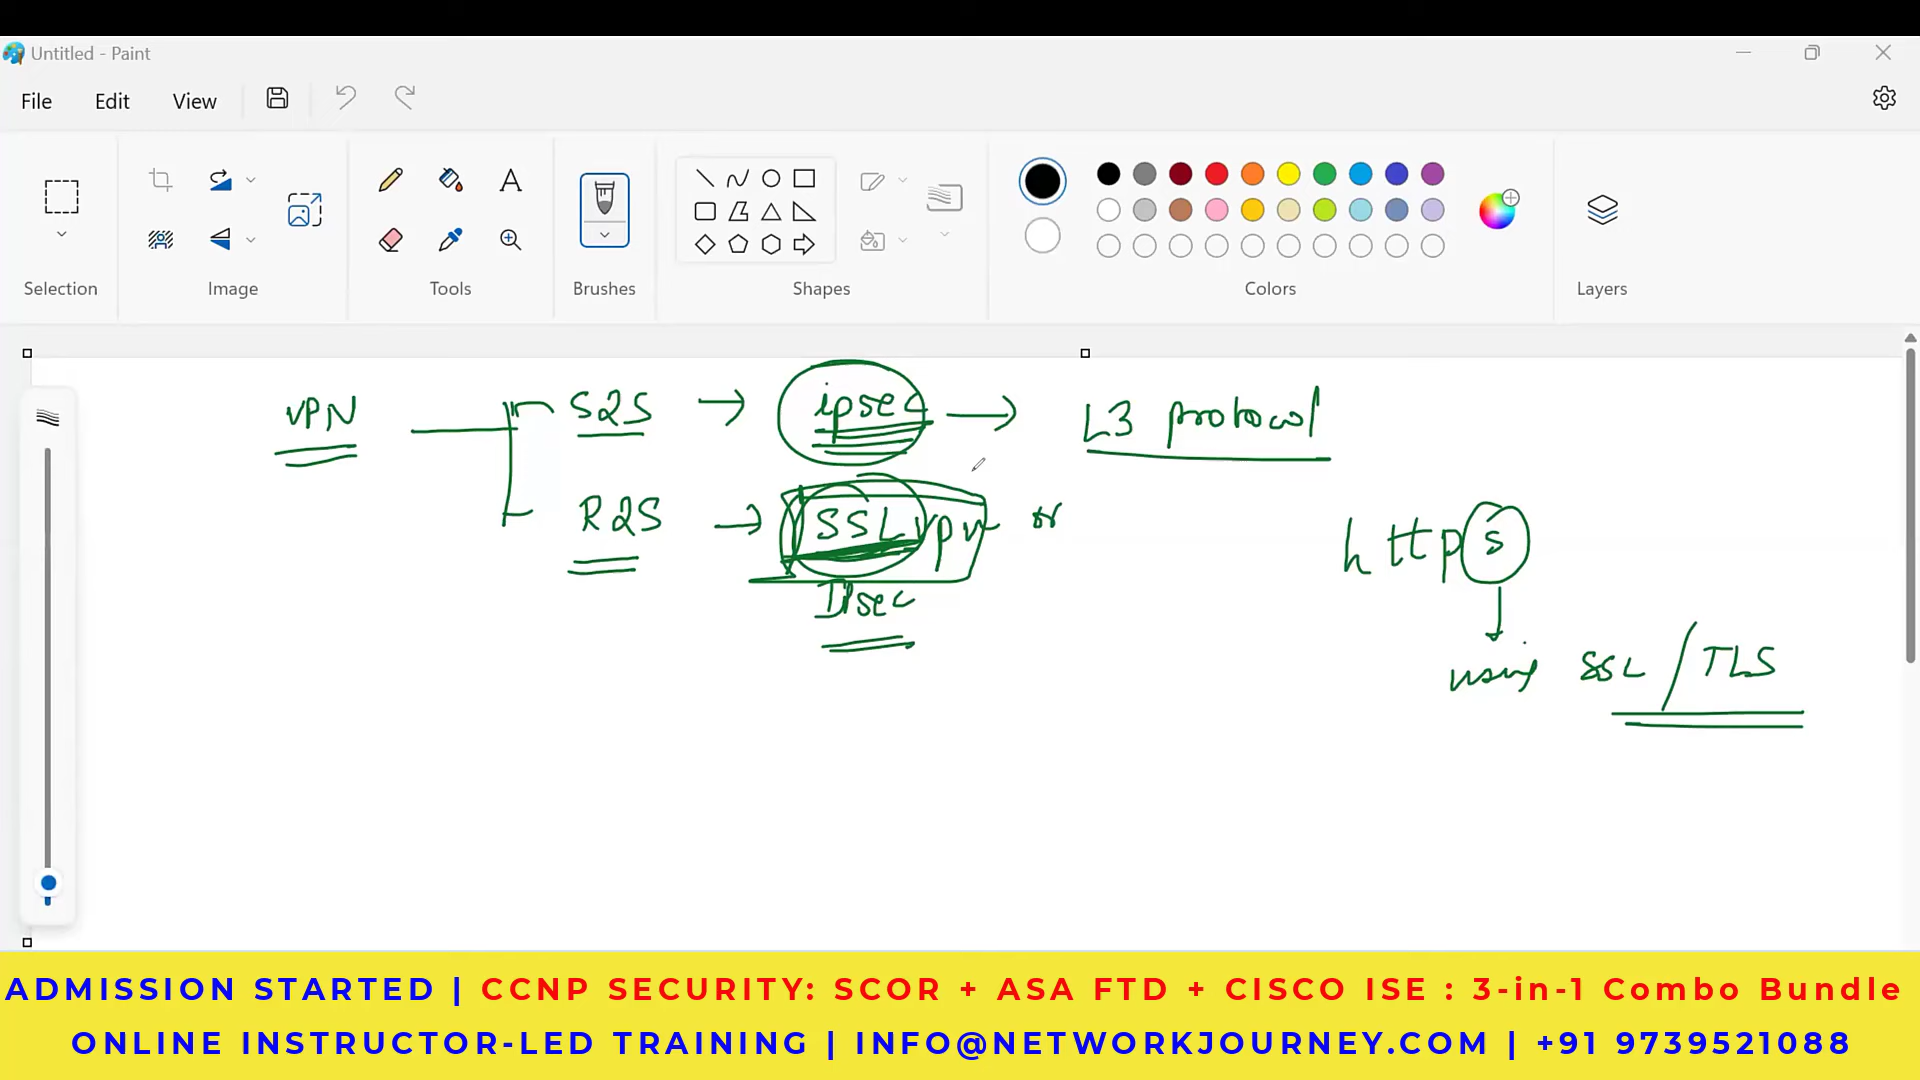 Untitled - Paint
File Edit View
Selection Image Tools Brushes Shapes Colors Layers
VPN S2S → ipsec → L3 protocol
R2S → SSL vpn or
IPsec
https
using SSL / TLS
ADMISSION STARTED | CCNP SECURITY: SCOR + ASA FTD + CISCO ISE : 3-in-1 Combo Bundle
ONLINE INSTRUCTOR-LED TRAINING | INFO@NETWORKJOURNEY.COM | +91 9739521088